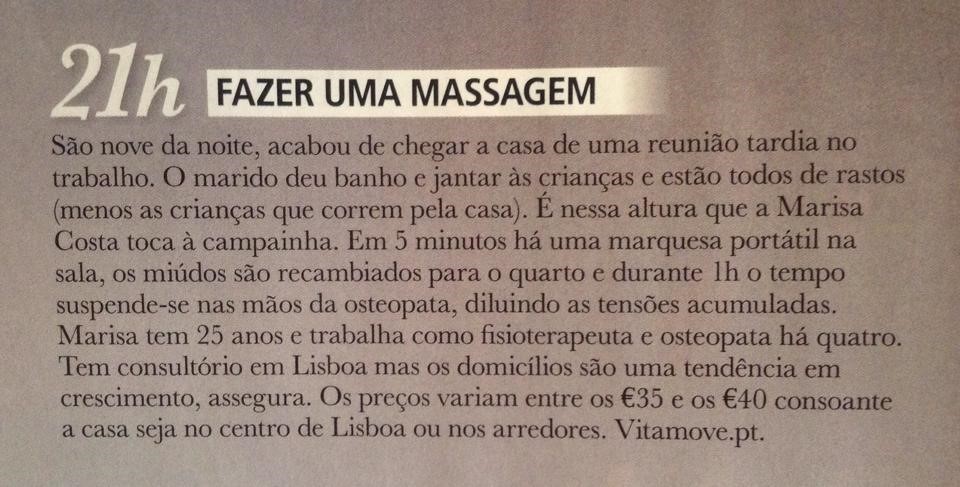 21h FAZER UMA MASSAGEM
São nove da noite, acabou de chegar a casa de uma reunião tardia no
trabalho. O marido deu banho e jantar às crianças e estão todos de rastos
(menos as crianças que correm pela casa). É nessa altura que a Marisa
Costa toca à campainha. Em 5 minutos há uma marquesa portátil na
sala, os miúdos são recambiados para o quarto e durante 1h o tempo
suspende-se nas mãos da osteopata, diluindo as tensões acumuladas.
Marisa tem 25 anos e trabalha como fisioterapeuta e osteopata há quatro.
Tem consultório em Lisboa mas os domicílios são uma tendência em
crescimento, assegura. Os preços variam entre os €35 e os €40 consoante
a casa seja no centro de Lisboa ou nos arredores. Vitamove.pt.